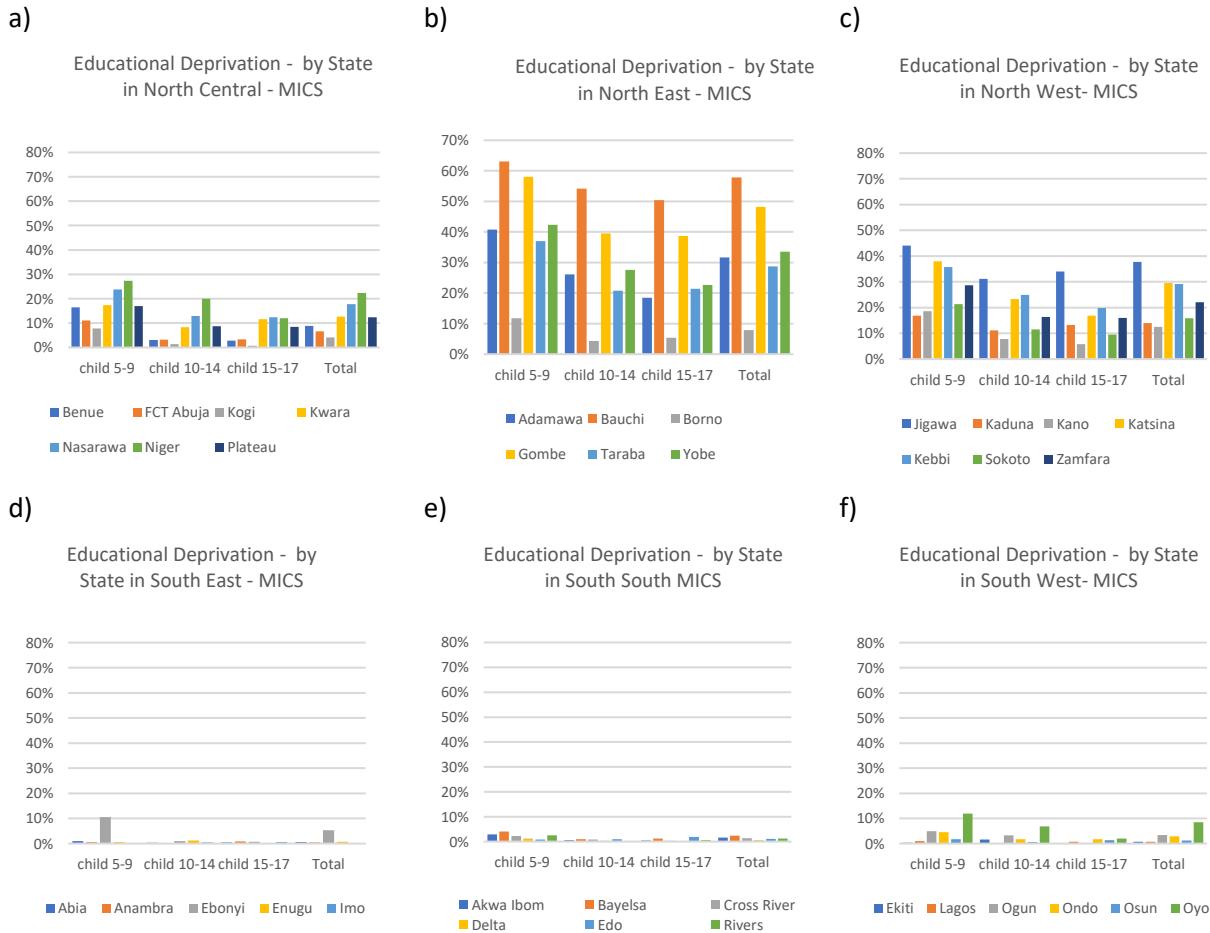 a)
Educational Deprivation - by State
in North Central - MICS
80%
70%
60%
50%
40%
30%
20%
10%
0%
child 5-9 child 10-14 child 15-17 Total
Benue FCT Abuja Kogi Kwara
Nasarawa Niger Plateau
b)
Educational Deprivation - by State
in North East - MICS
70%
60%
50%
40%
30%
20%
10%
0%
child 5-9 child 10-14 child 15-17 Total
Adamawa Bauchi Borno
Gombe Taraba Yobe
c)
Educational Deprivation - by State
in North West- MICS
80%
70%
60%
50%
40%
30%
20%
10%
0%
child 5-9 child 10-14 child 15-17 Total
Jigawa Kaduna Kano Katsina
Kebbi Sokoto Zamfara
d)
Educational Deprivation - by
State in South East - MICS
80%
70%
60%
50%
40%
30%
20%
10%
0%
child 5-9 child 10-14 child 15-17 Total
Abia Anambra Ebonyi Enugu Imo
e)
Educational Deprivation - by State
in South South MICS
80%
70%
60%
50%
40%
30%
20%
10%
0%
child 5-9 child 10-14 child 15-17 Total
Akwa Ibom Bayelsa Cross River
Delta Edo Rivers
f)
Educational Deprivation - by State
in South West- MICS
80%
70%
60%
50%
40%
30%
20%
10%
0%
child 5-9 child 10-14 child 15-17 Total
Ekiti Lagos Ogun Ondo Osun Oyo